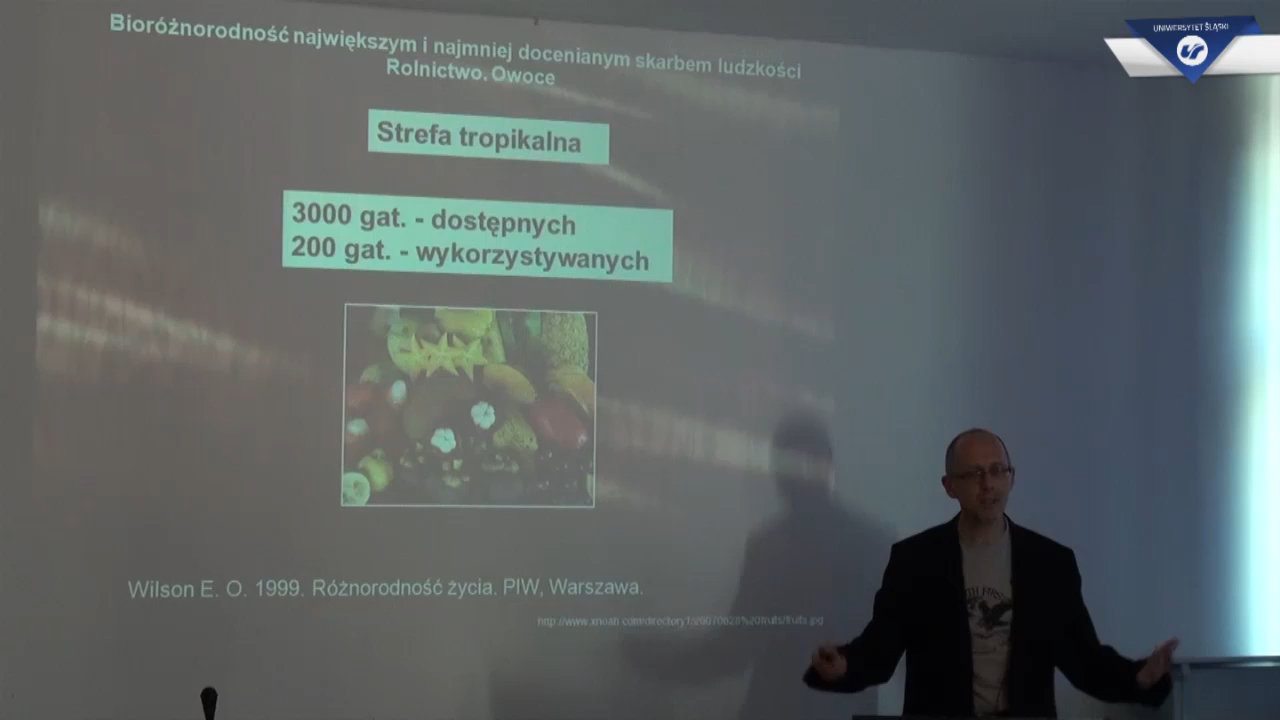 UNIWERSYTET ŚLĄSKI
Bioróżnorodność największym i najmniej docenianym skarbem ludzkości
Rolnictwo. Owoce
Strefa tropikalna
3000 gat. - dostępnych
200 gat. - wykorzystywanych
Wilson E. O. 1999. Różnorodność życia. PIW, Warszawa.